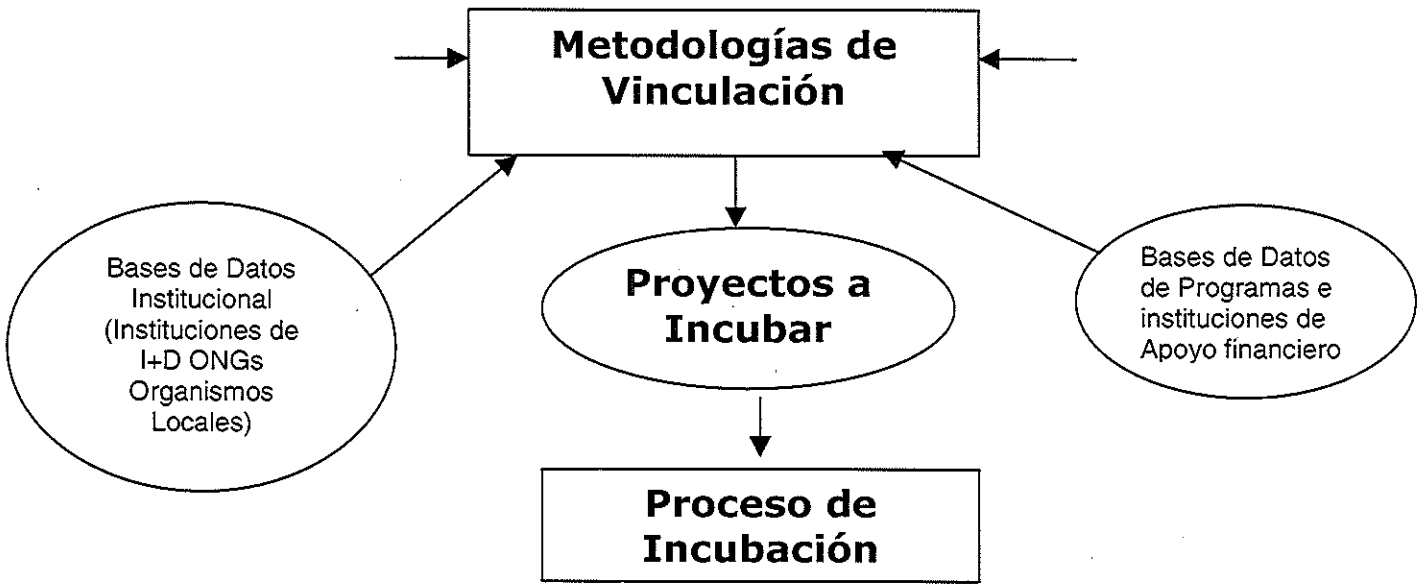 Metodologías de
Vinculación
Bases de Datos
Institucional
(Instituciones de
I+D ONGs
Organismos
Locales)
Proyectos a
Incubar
Bases de Datos
de Programas e
instituciones de
Apoyo financiero
Proceso de
Incubación